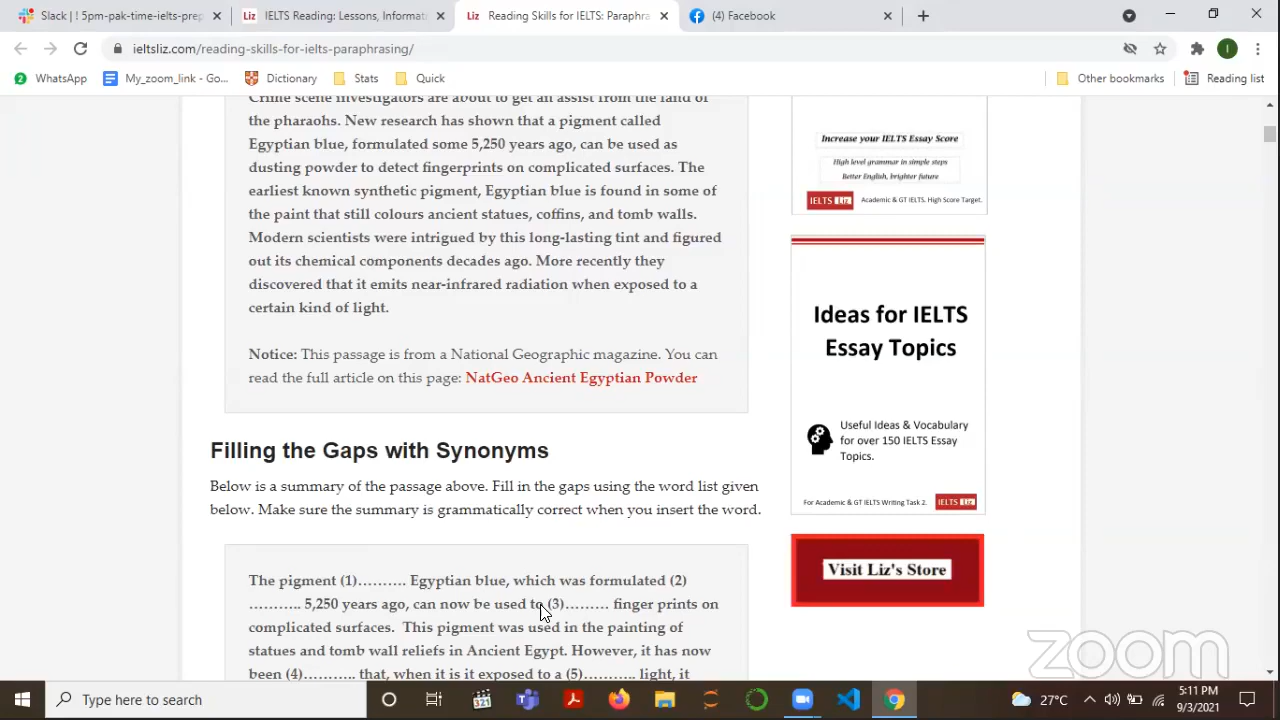 Slack | ! 5pm-pak-time-ielts-prep
Liz IELTS Reading: Lessons, Informat
Liz Reading Skills for IELTS: Paraphra
(4) Facebook
ieltsliz.com/reading-skills-for-ielts-paraphrasing/
I
2 WhatsApp
My_zoom_link - Go...
Dictionary
Stats
Quick
Other bookmarks
Reading list
Crime scene investigators are about to get an assist from the land of
the pharaohs. New research has shown that a pigment called
Egyptian blue, formulated some 5,250 years ago, can be used as
dusting powder to detect fingerprints on complicated surfaces. The
earliest known synthetic pigment, Egyptian blue is found in some of
the paint that still colours ancient statues, coffins, and tomb walls.
Modern scientists were intrigued by this long-lasting tint and figured
out its chemical components decades ago. More recently they
discovered that it emits near-infrared radiation when exposed to a
certain kind of light.
Notice: This passage is from a National Geographic magazine. You can
read the full article on this page: NatGeo Ancient Egyptian Powder
Filling the Gaps with Synonyms
Below is a summary of the passage above. Fill in the gaps using the word list given
below. Make sure the summary is grammatically correct when you insert the word.
The pigment (1)………. Egyptian blue, which was formulated (2)
……….. 5,250 years ago, can now be used to (3)……… finger prints on
complicated surfaces.  This pigment was used in the painting of
statues and tomb wall reliefs in Ancient Egypt. However, it has now
been (4)……….. that, when it is it exposed to a (5)……….. light, it
Increase your IELTS Essay Score
High level grammar in simple steps
Better English, brighter future
IELTS Liz
Academic & GT IELTS. High Score Target.
Ideas for IELTS
Essay Topics
Useful Ideas & Vocabulary
for over 150 IELTS Essay
Topics.
For Academic & GT IELTS Writing Task 2.
IELTS Liz
Visit Liz's Store
zoom
Type here to search
27°C
5:11 PM
9/3/2021